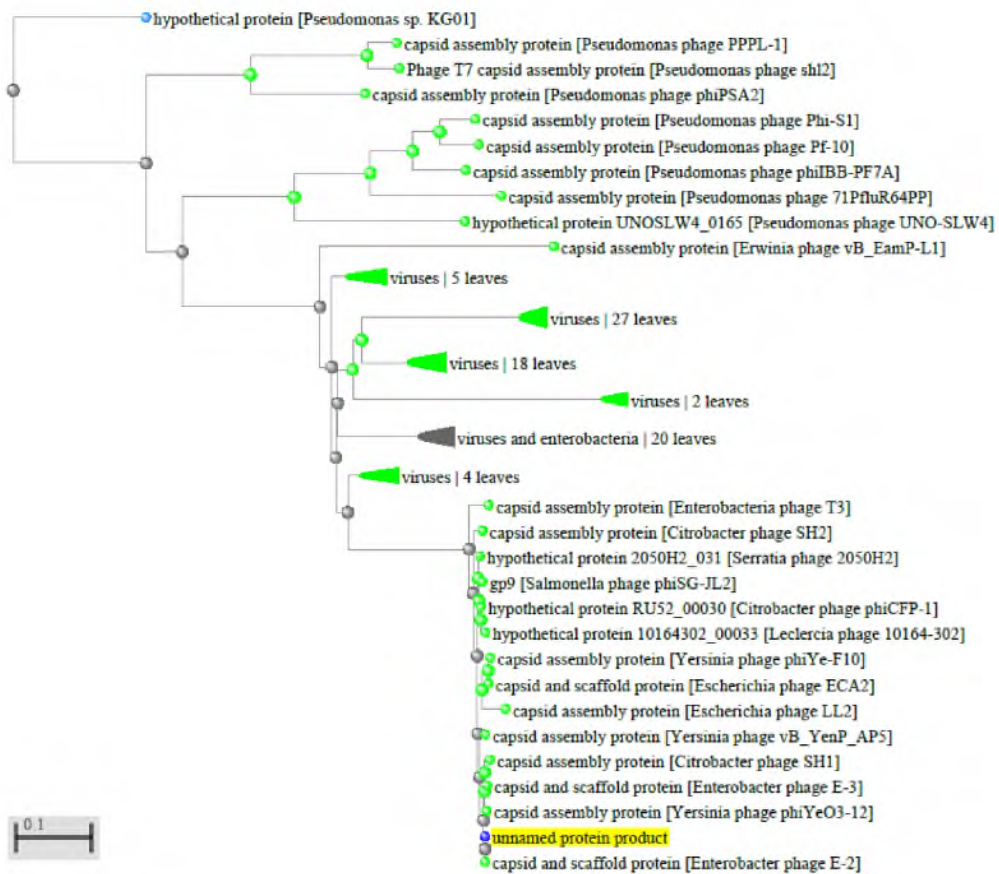 hypothetical protein [Pseudomonas sp. KG01]
capsid assembly protein [Pseudomonas phage PPPL-1]
Phage T7 capsid assembly protein [Pseudomonas phage shl2]
capsid assembly protein [Pseudomonas phage phiPSA2]
capsid assembly protein [Pseudomonas phage Phi-S1]
capsid assembly protein [Pseudomonas phage Pf-10]
capsid assembly protein [Pseudomonas phage phiIBB-PF7A]
capsid assembly protein [Pseudomonas phage 71PfluR64PP]
hypothetical protein UNOSLW4_0165 [Pseudomonas phage UNO-SLW4]
capsid assembly protein [Erwinia phage vB_EamP-L1]
viruses | 5 leaves
viruses | 27 leaves
viruses | 18 leaves
viruses | 2 leaves
viruses and enterobacteria | 20 leaves
viruses | 4 leaves
capsid assembly protein [Enterobacteria phage T3]
capsid assembly protein [Citrobacter phage SH2]
hypothetical protein 2050H2_031 [Serratia phage 2050H2]
gp9 [Salmonella phage phiSG-JL2]
hypothetical protein RU52_00030 [Citrobacter phage phiCFP-1]
hypothetical protein 10164302_00033 [Leclercia phage 10164-302]
capsid assembly protein [Yersinia phage phiYe-F10]
capsid and scaffold protein [Escherichia phage ECA2]
capsid assembly protein [Escherichia phage LL2]
capsid assembly protein [Yersinia phage vB_YenP_AP5]
capsid assembly protein [Citrobacter phage SH1]
capsid and scaffold protein [Enterobacter phage E-3]
capsid assembly protein [Yersinia phage phiYeO3-12]
0.1
unnamed protein product
capsid and scaffold protein [Enterobacter phage E-2]